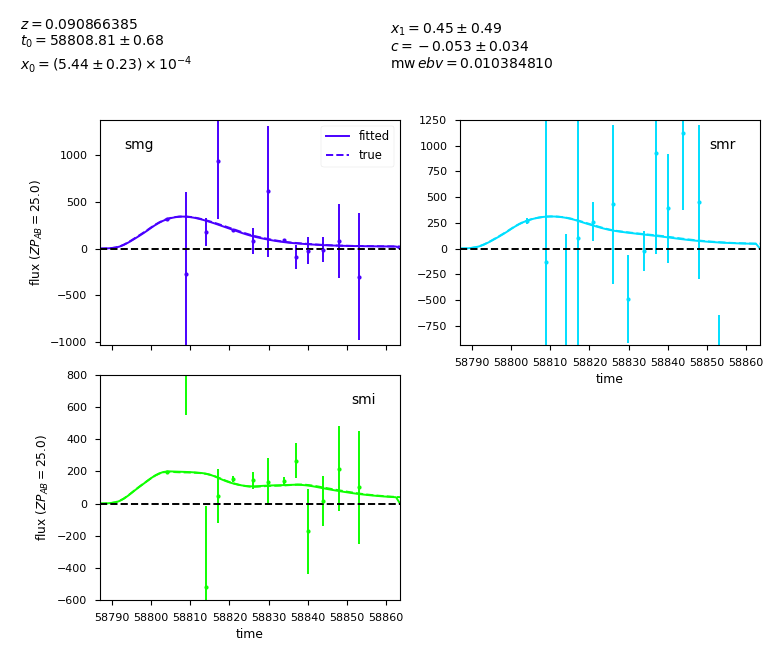 z = 0.090866385
t₀ = 58808.81 ± 0.68
x₀ = (5.44 ± 0.23) × 10⁻⁴
x₁ = 0.45 ± 0.49
c = −0.053 ± 0.034
mw ebv = 0.010384810
smg
fitted
true
1000
500
0
−500
−1000
flux (ZP_AB = 25.0)
smr
1250
1000
750
500
250
0
−250
−500
−750
58790 58800 58810 58820 58830 58840 58850 58860
time
smi
800
600
400
200
0
−200
−400
−600
flux (ZP_AB = 25.0)
58790 58800 58810 58820 58830 58840 58850 58860
time